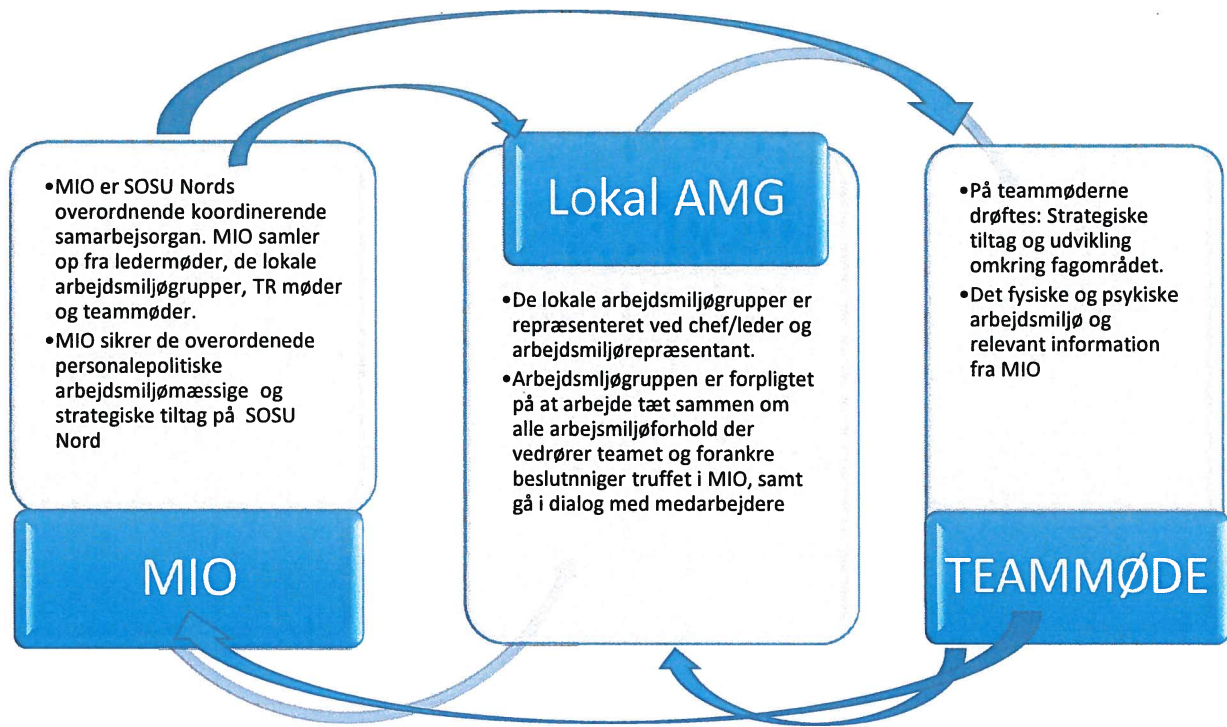 •MIO er SOSU Nords
overordnende koordinerende
samarbejsorgan. MIO samler
op fra ledermøder, de lokale
arbejdsmiljøgrupper, TR møder
og teammøder.
•MIO sikrer de overordenede
personalepolitiske
arbejdsmiljømæssige og
strategiske tiltag på SOSU
Nord
MIO
Lokal AMG
•De lokale arbejdsmiljøgrupper er
repræsenteret ved chef/leder og
arbejdsmiljørepræsentant.
•Arbejdsmljøgruppen er forpligtet
på at arbejde tæt sammen om
alle arbejsmiljøforhold der
vedrører teamet og forankre
beslutnniger truffet i MIO, samt
gå i dialog med medarbejdere
•På teammøderne
drøftes: Strategiske
tiltag og udvikling
omkring fagområdet.
•Det fysiske og psykiske
arbejdsmiljø og
relevant information
fra MIO
TEAMMØDE